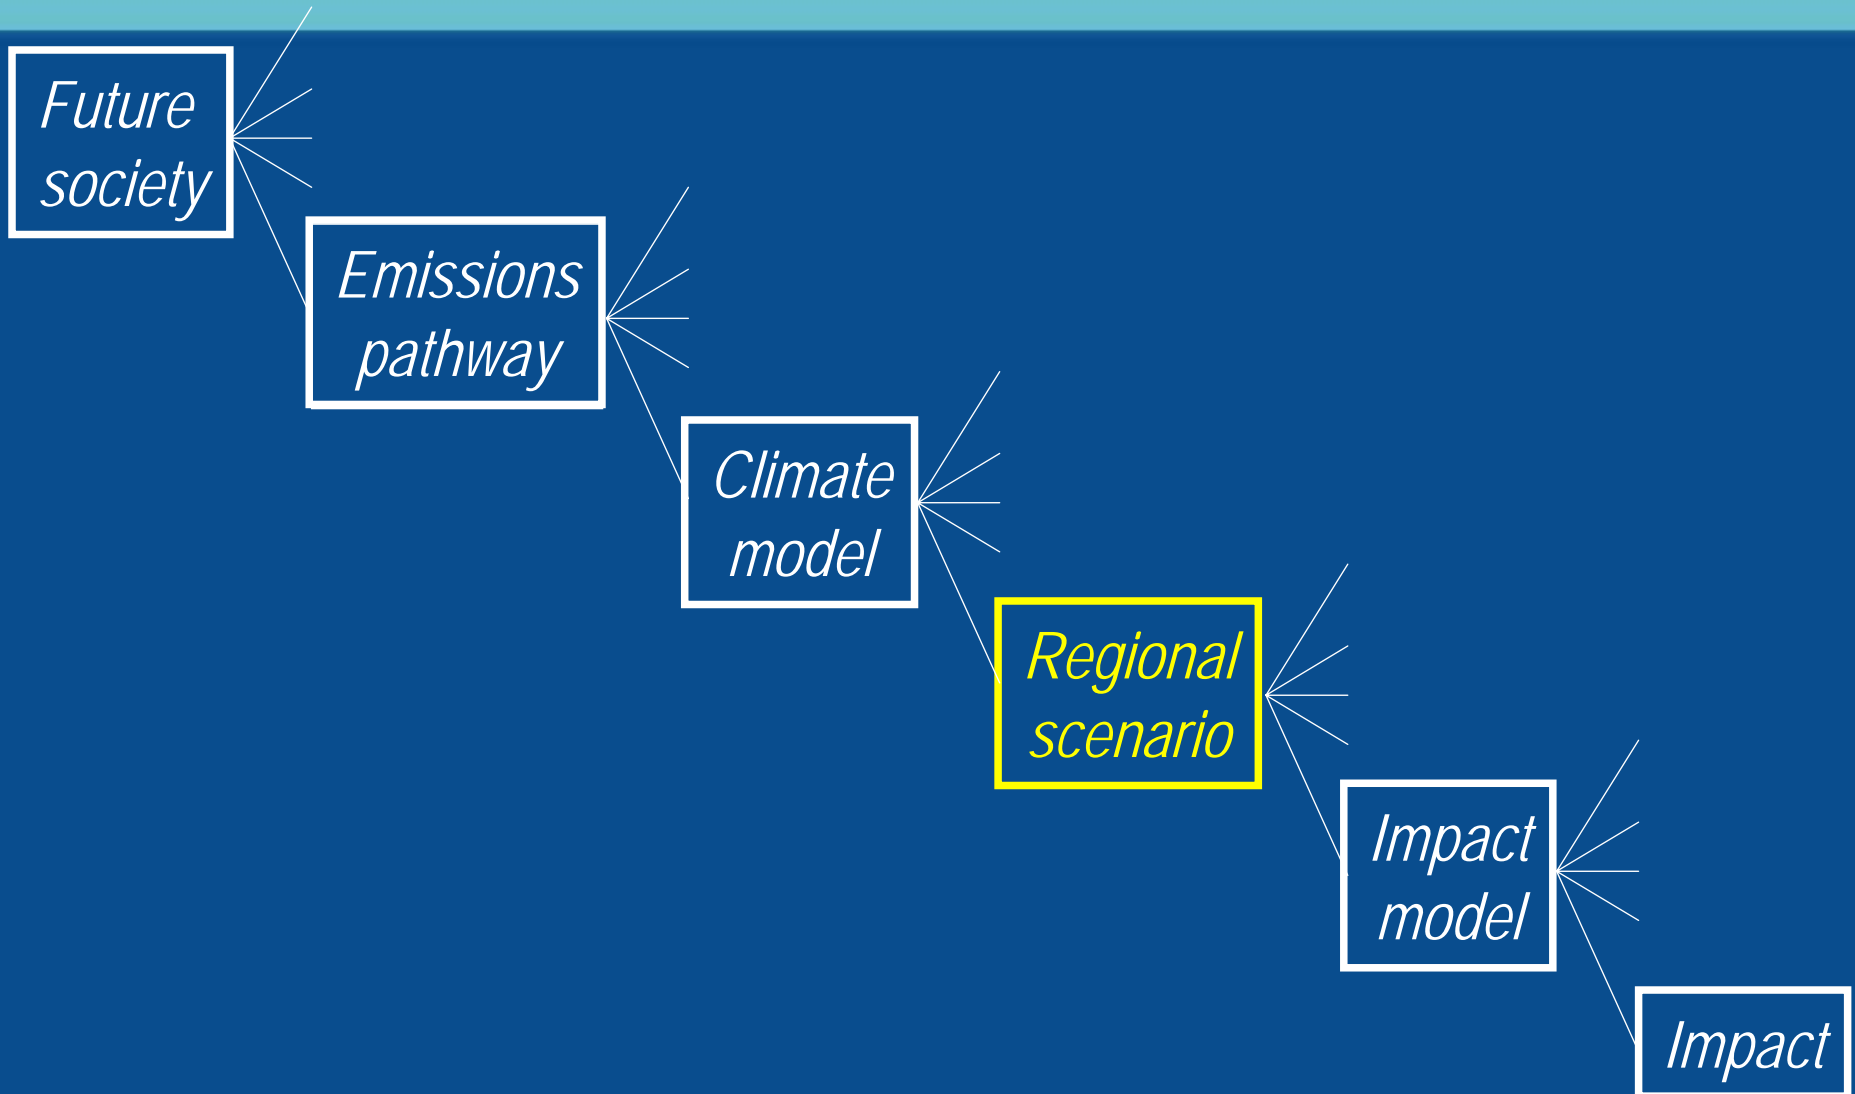 Future
society
Emissions
pathway
Climate
model
Regional
scenario
Impact
model
Impact